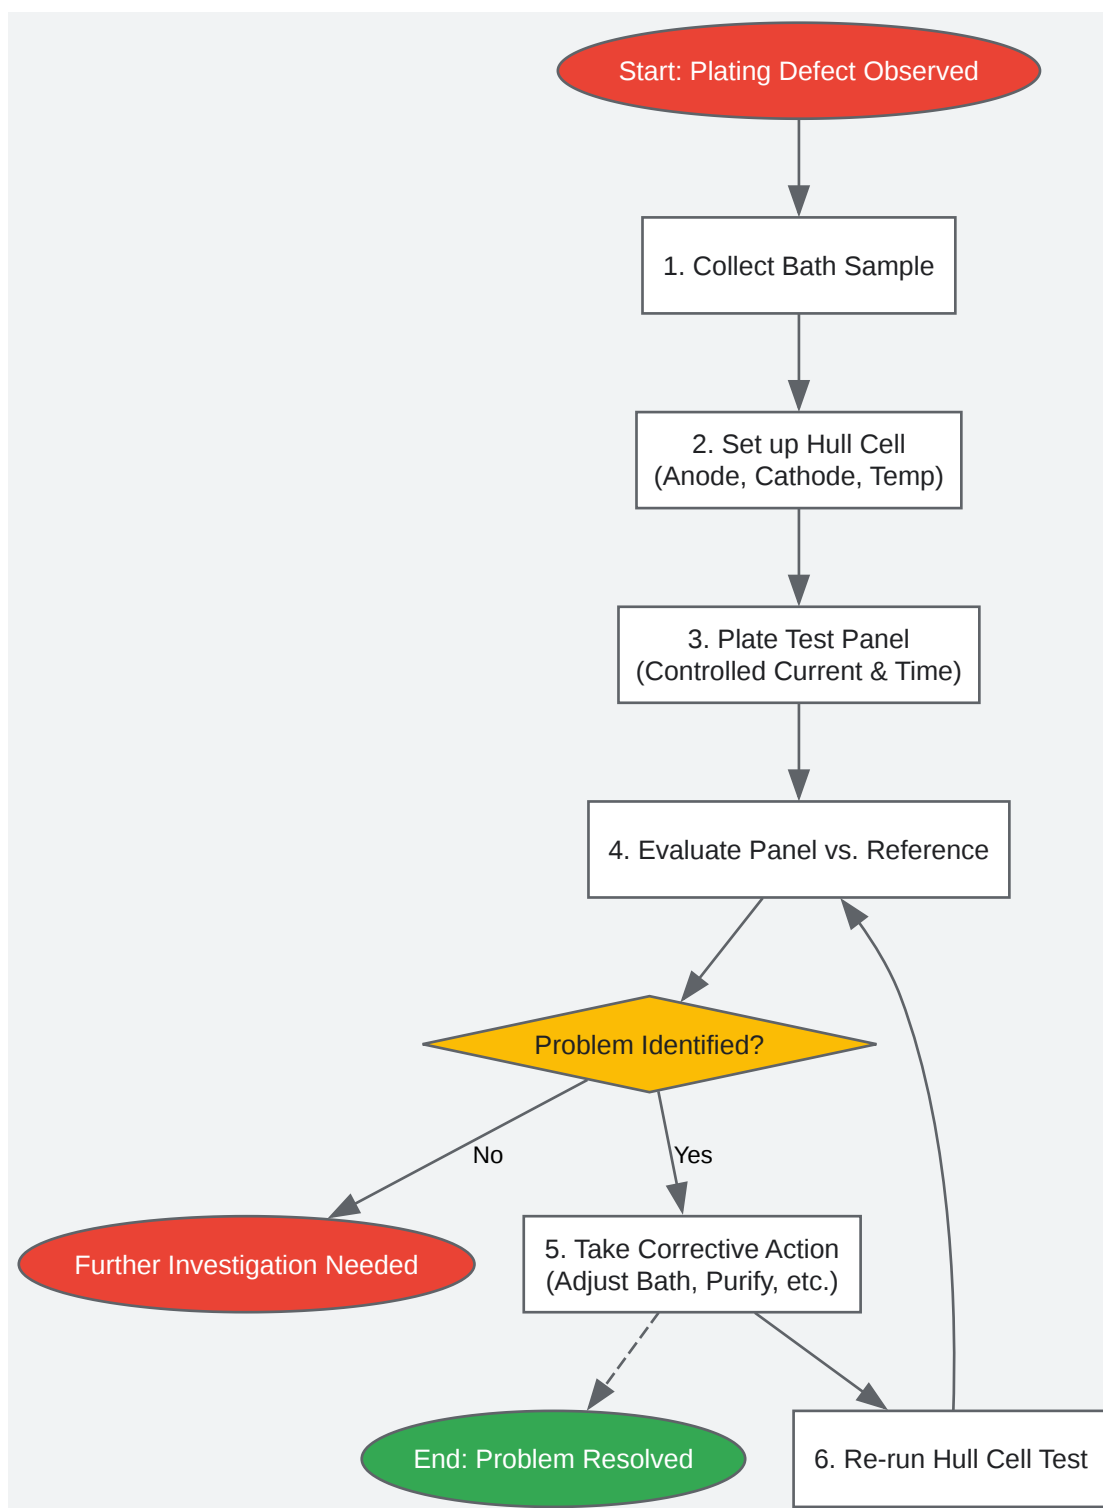 Start: Plating Defect Observed
1. Collect Bath Sample
2. Set up Hull Cell
(Anode, Cathode, Temp)
3. Plate Test Panel
(Controlled Current & Time)
4. Evaluate Panel vs. Reference
Problem Identified?
No
Yes
Further Investigation Needed
5. Take Corrective Action
(Adjust Bath, Purify, etc.)
End: Problem Resolved
6. Re-run Hull Cell Test